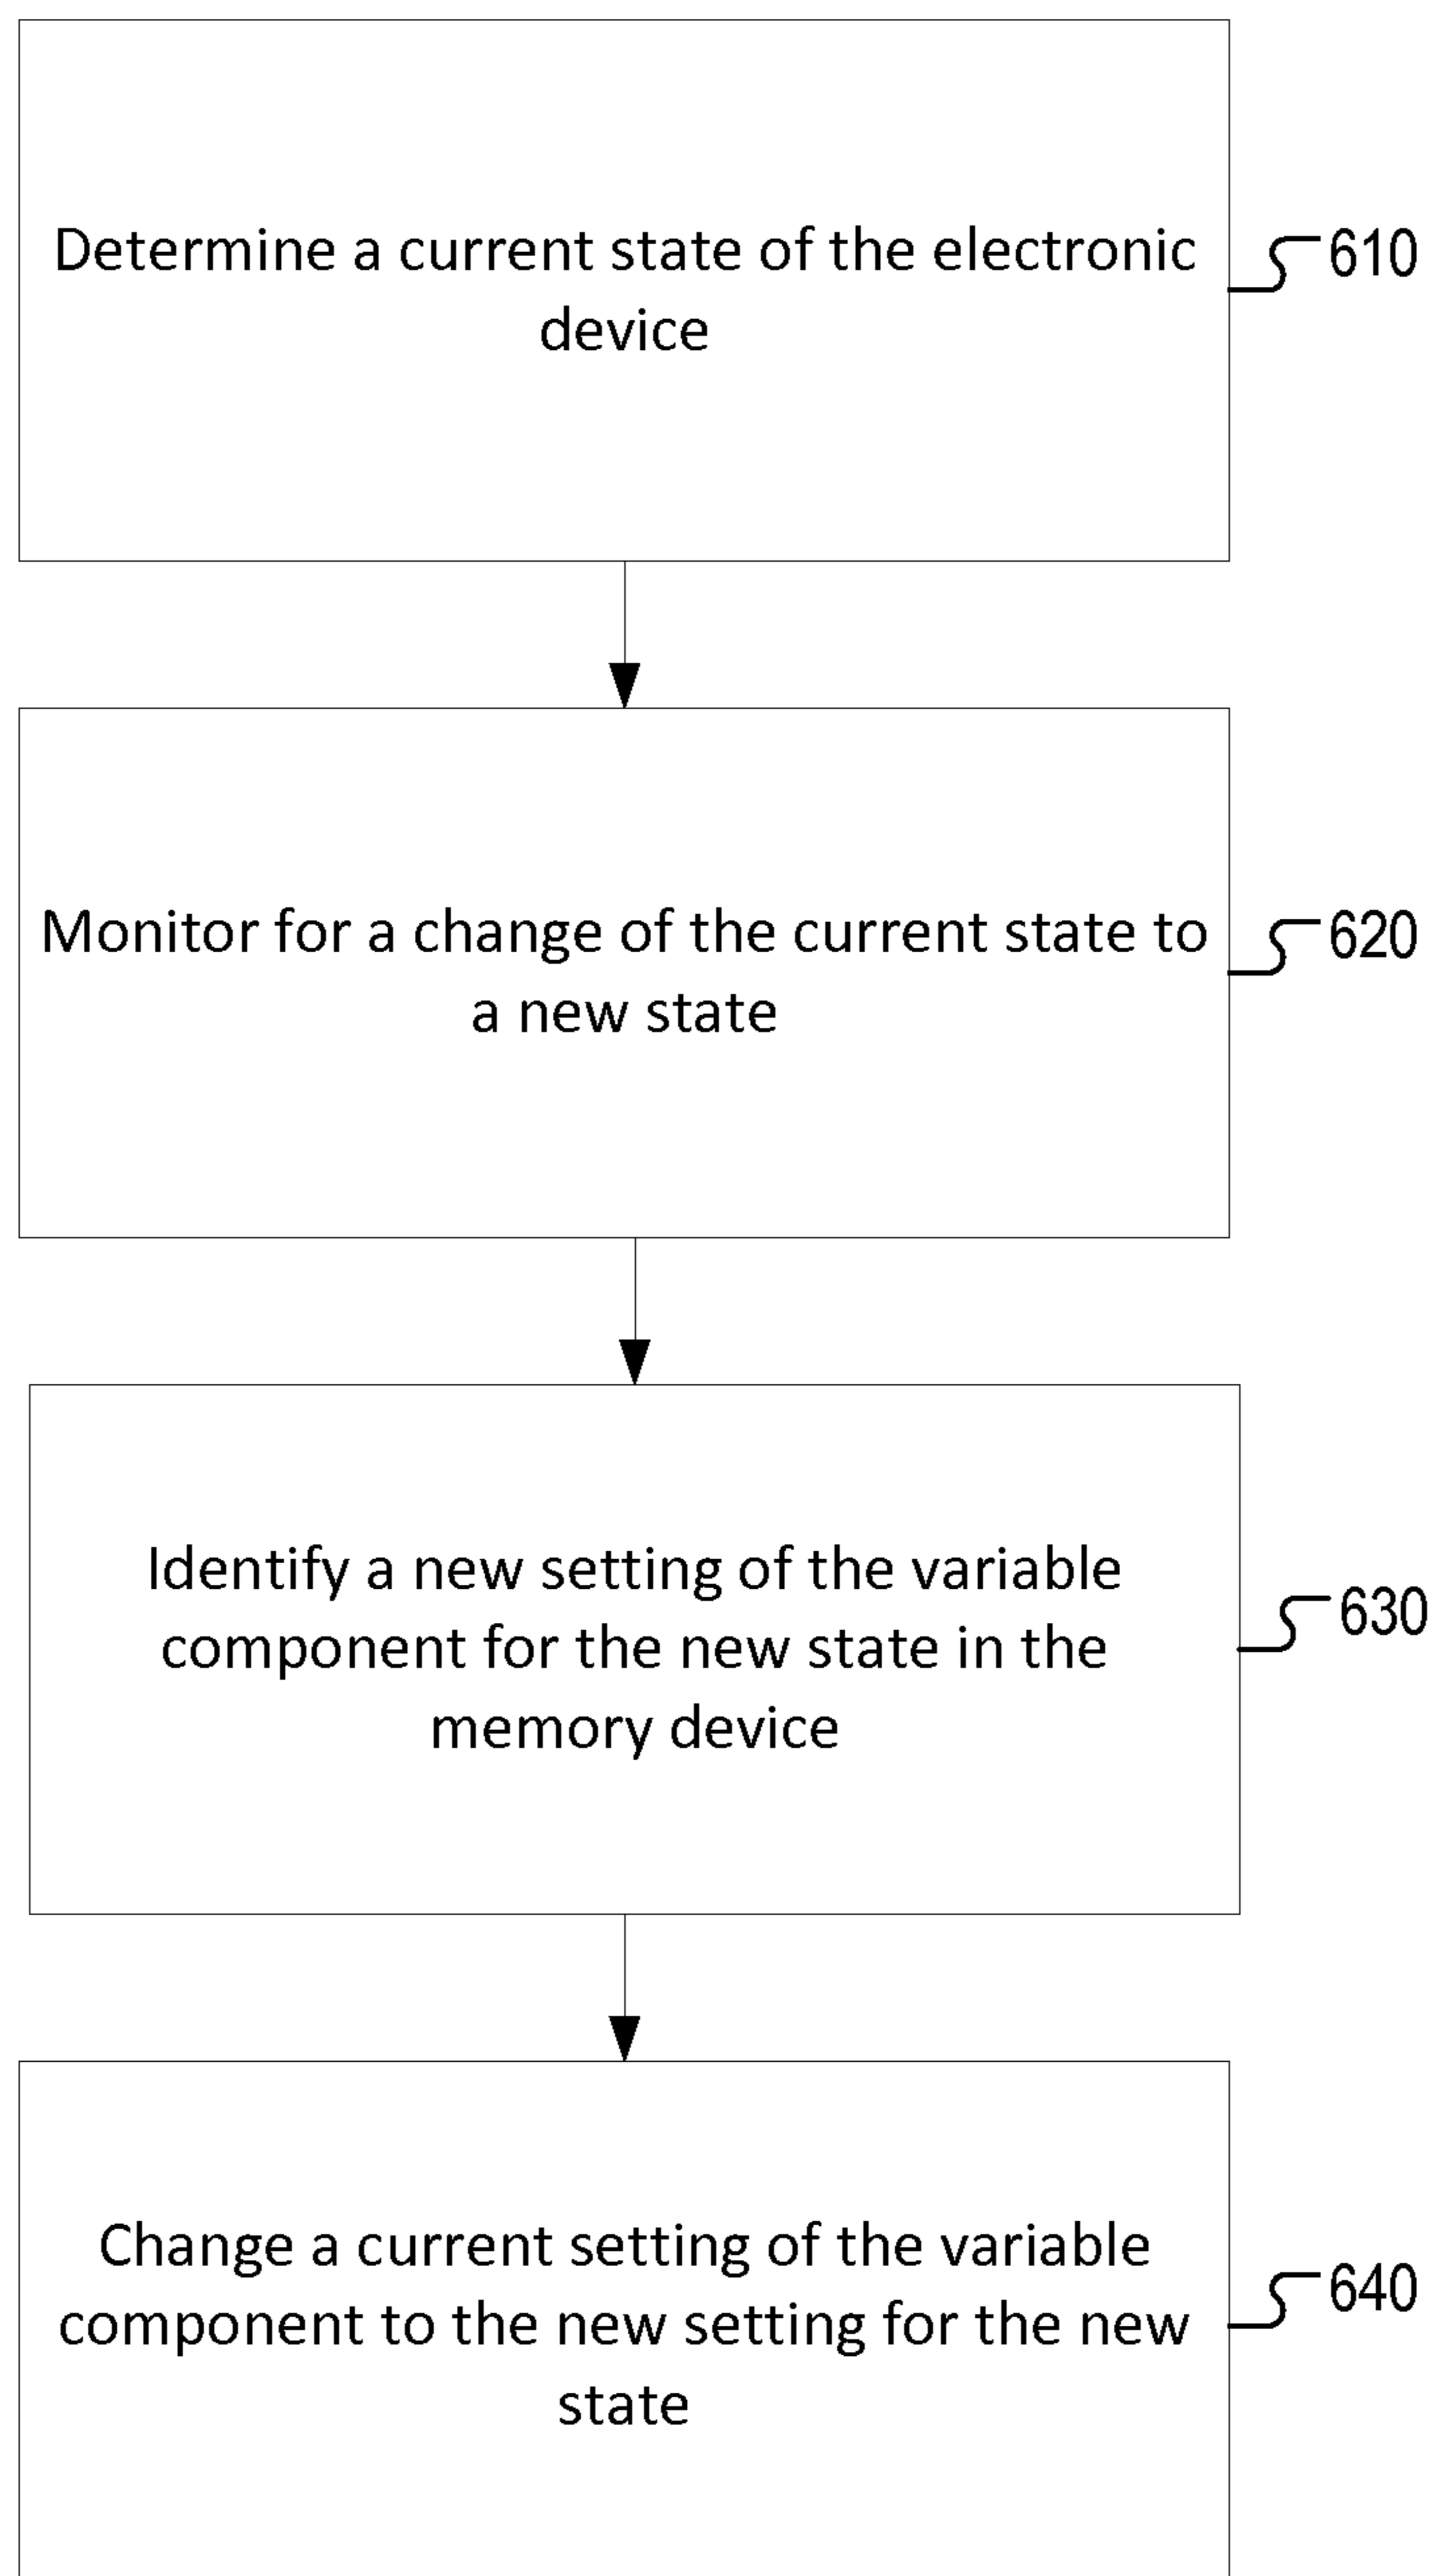 Determine a current state of the electronic
device
610
Monitor for a change of the current state to
a new state
620
Identify a new setting of the variable
component for the new state in the
memory device
630
Change a current setting of the variable
component to the new setting for the new
state
640